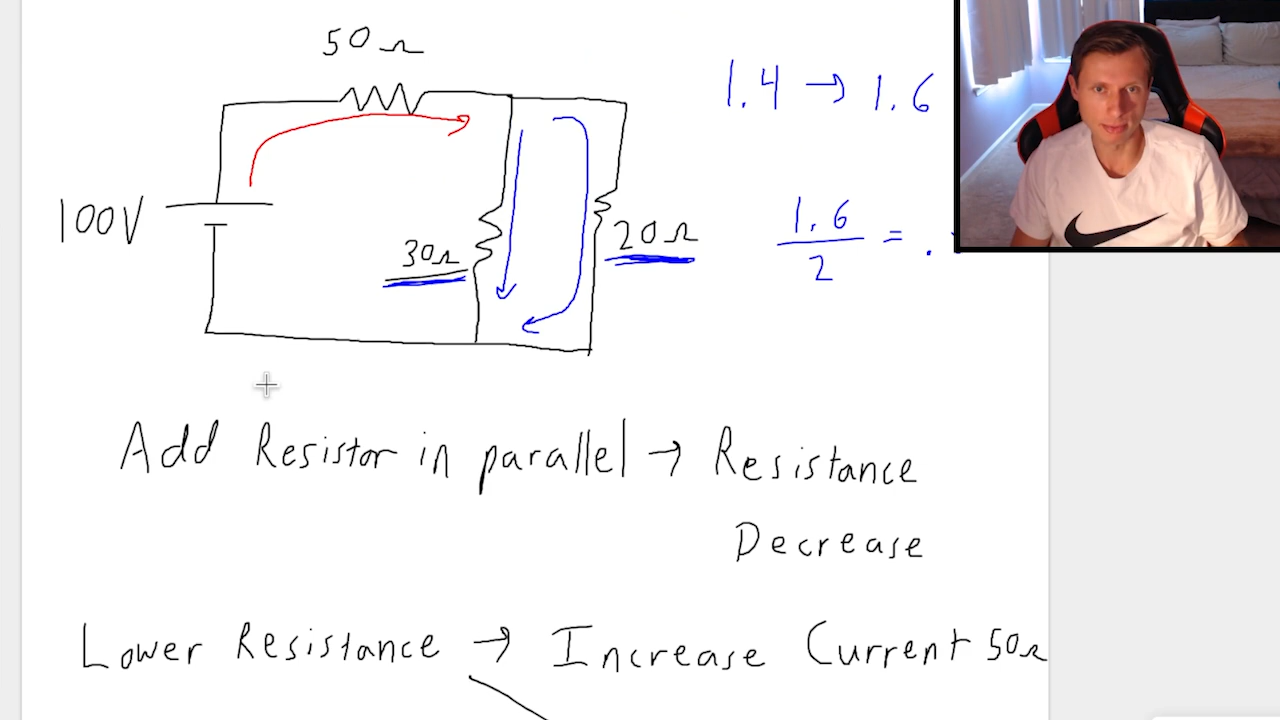 50Ω
1.4 → 1.6
100V
30Ω
20Ω
1.6
2
= .
Add Resistor in parallel → Resistance
Decrease
Lower Resistance → Increase Current 50Ω